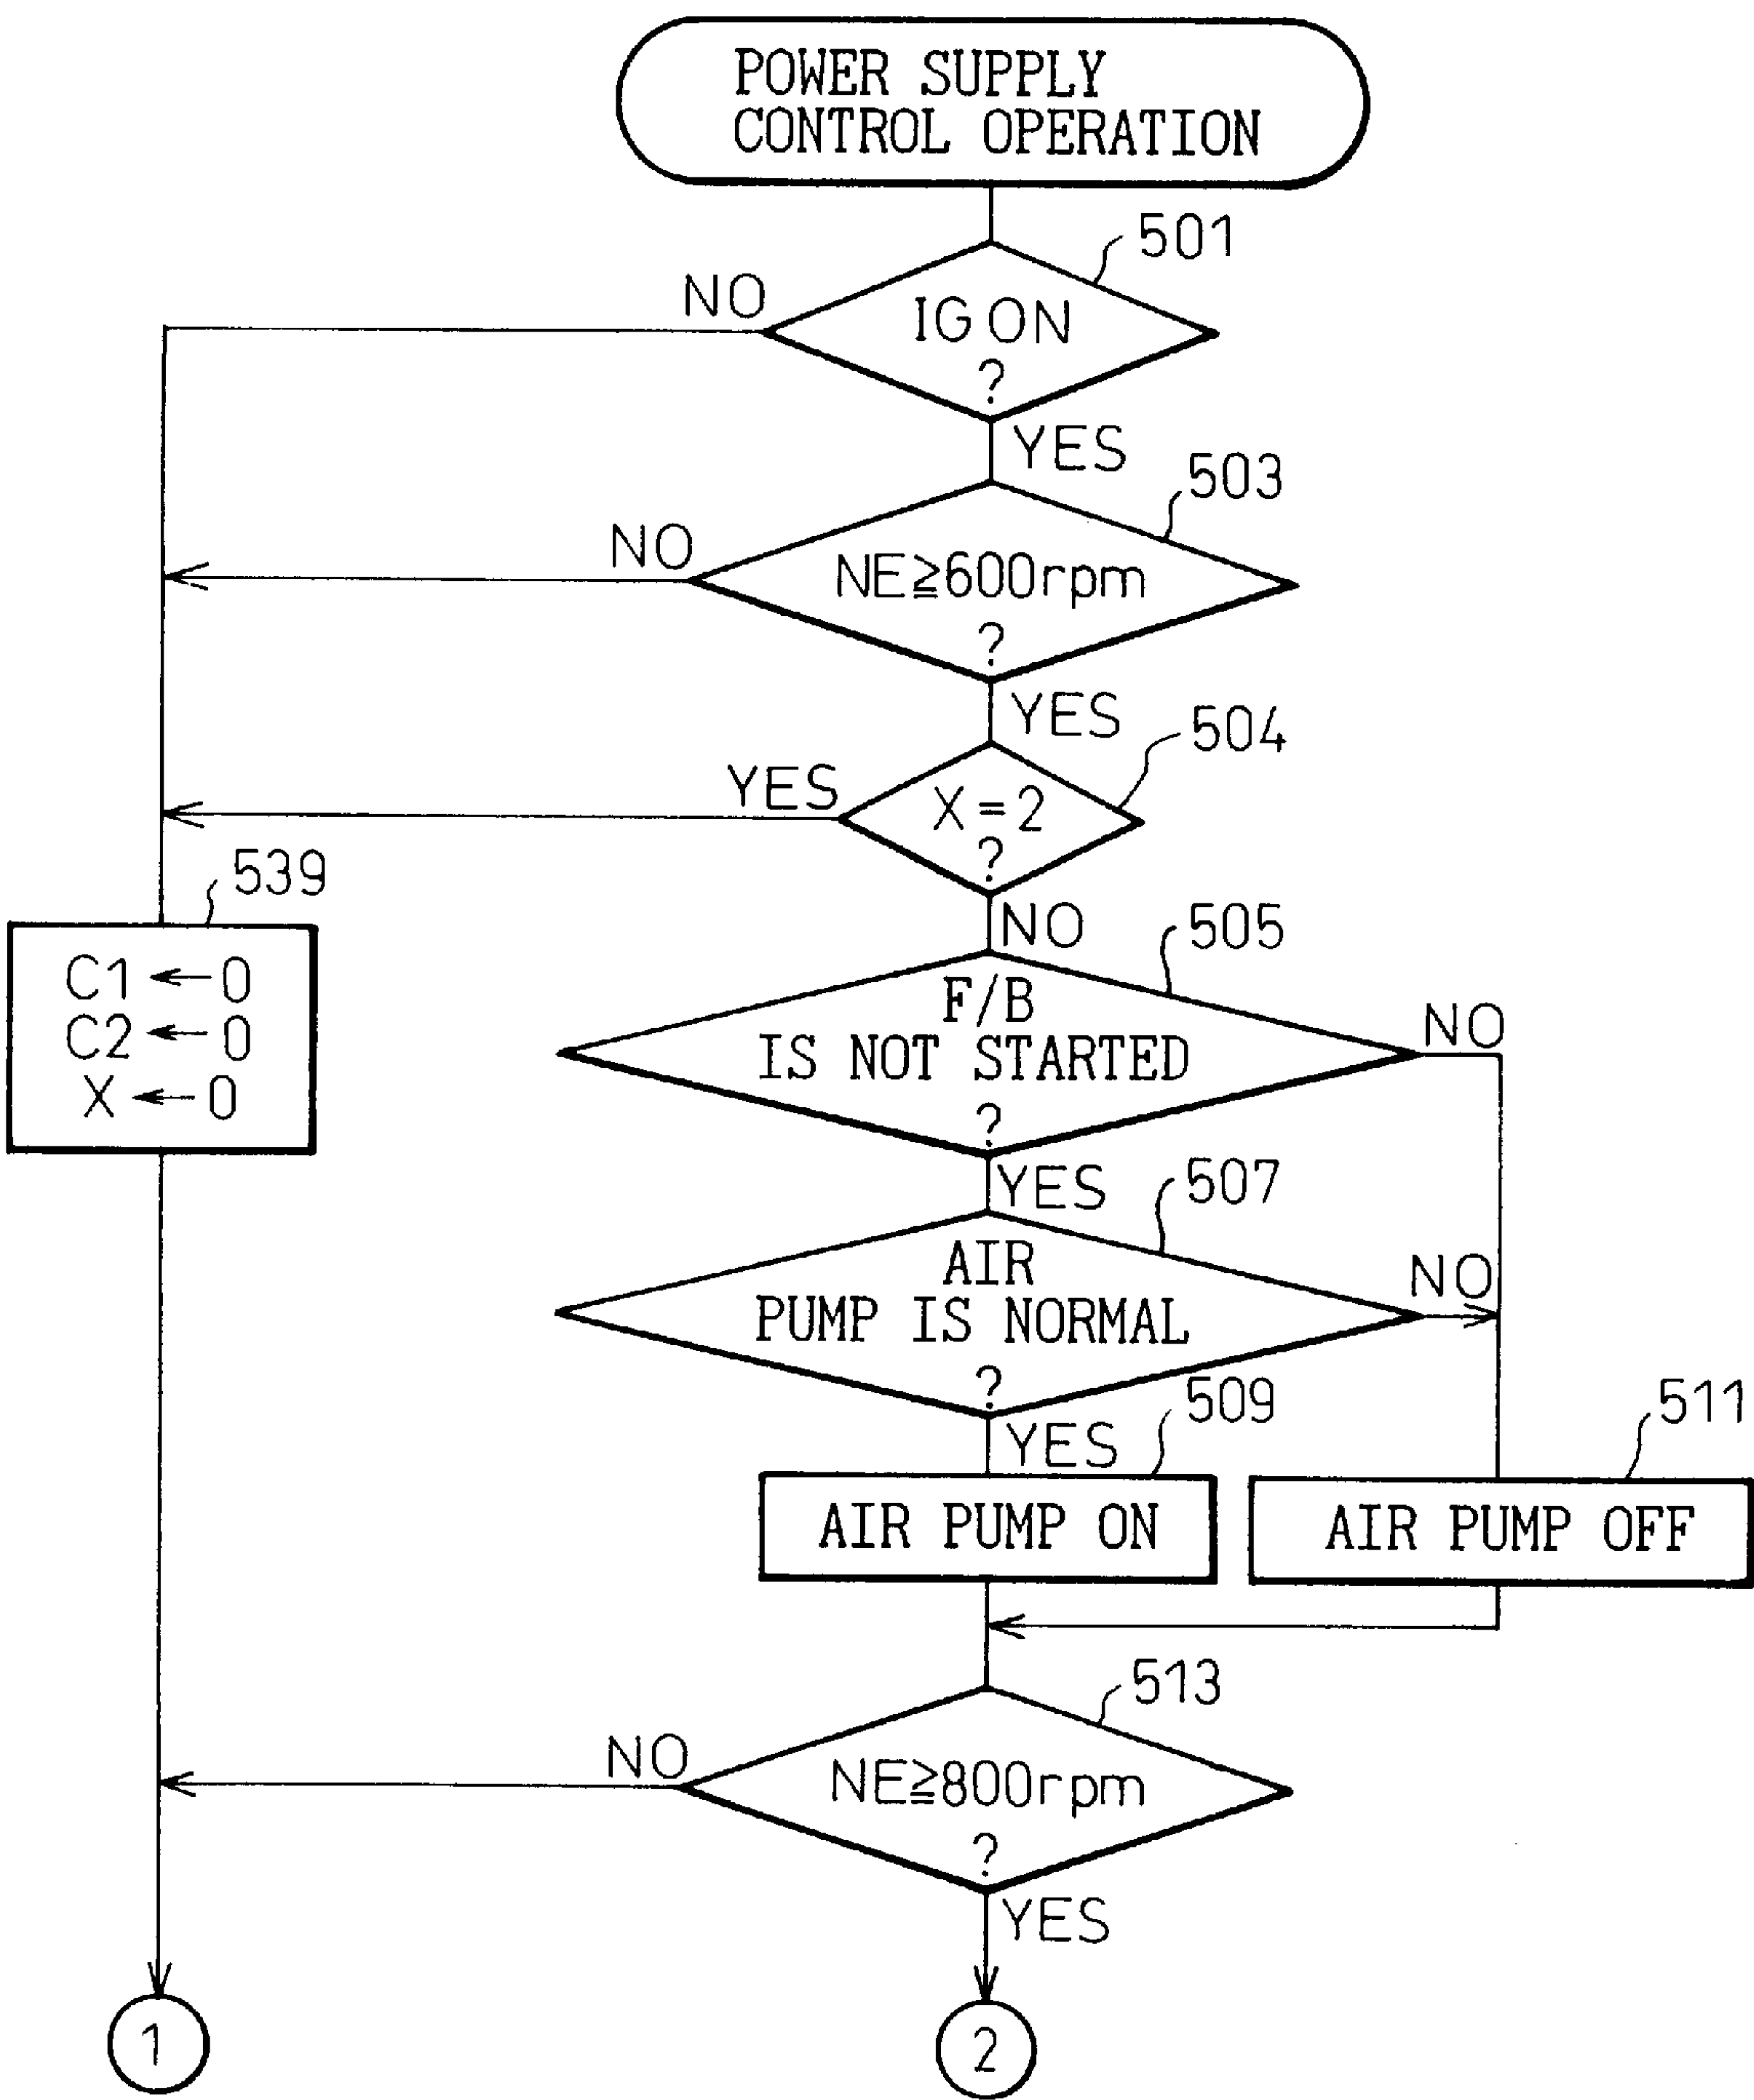 POWER SUPPLY
CONTROL OPERATION
501
NO
IG ON
?
YES
503
NO
NE≧600rpm
?
YES
504
YES
X=2
?
539
NO
505
C1←0
C2←0
X←0
F/B
IS NOT STARTED
?
NO
YES
507
AIR
PUMP IS NORMAL
?
NO
YES
509
511
AIR PUMP ON
AIR PUMP OFF
513
NO
NE≧800rpm
?
YES
1
2